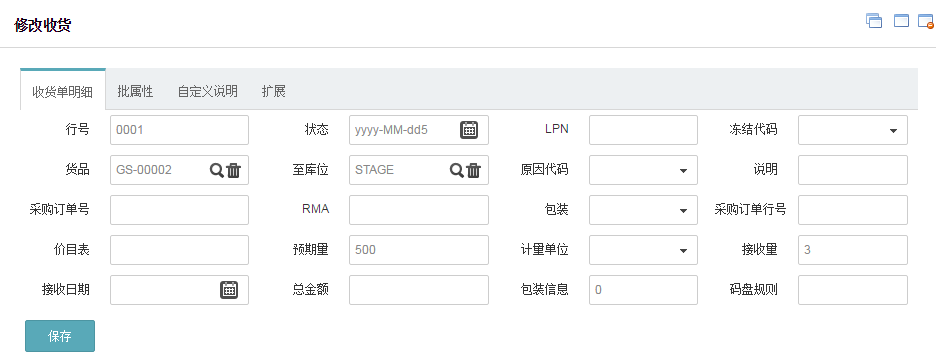 修改收货
收货单明细 批属性 自定义说明 扩展
行号 0001 状态 yyyy-MM-dd5 LPN 冻结代码
货品 GS-00002 至库位 STAGE 原因代码 说明
采购订单号 RMA 包装 采购订单行号
价目表 预期量 500 计量单位 接收量 3
接收日期 总金额 包装信息 0 码盘规则
保存